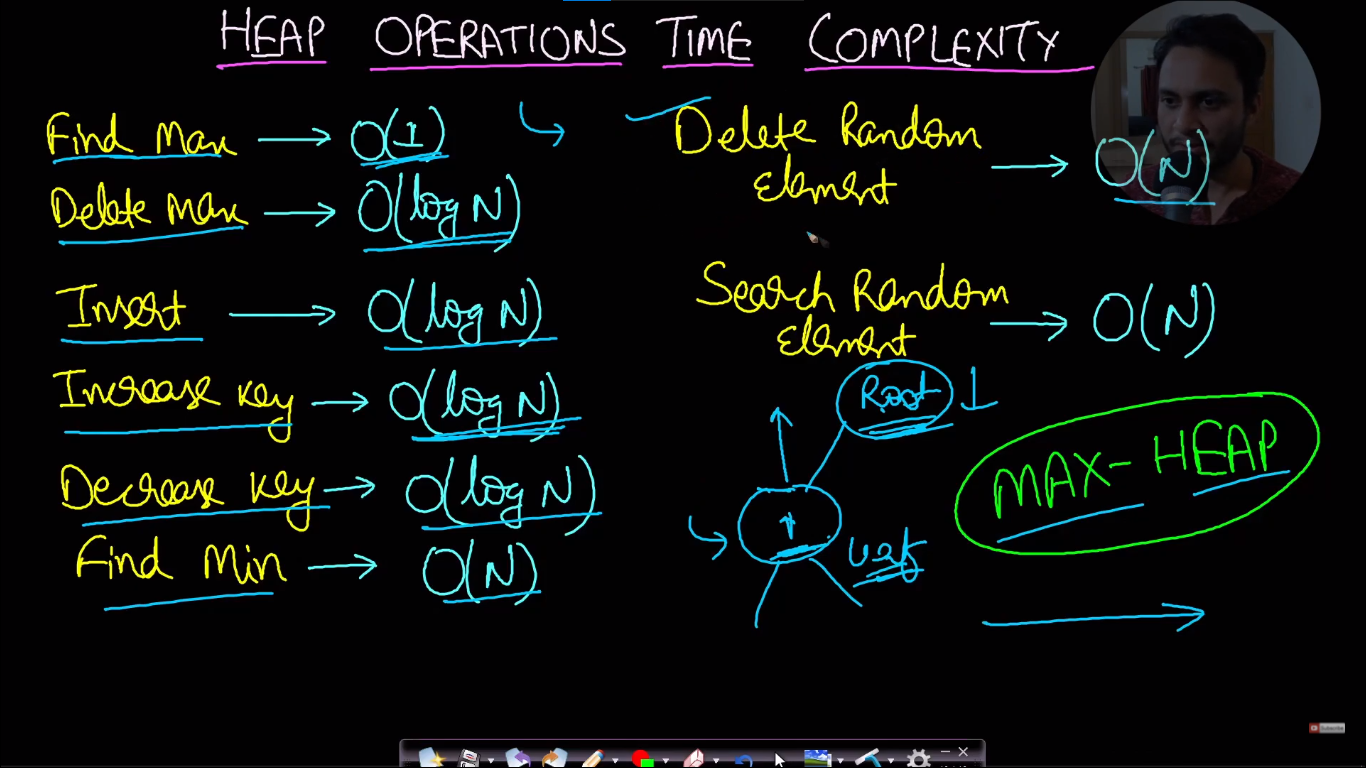 HEAP OPERATIONS TIME COMPLEXITY
Find Max → O(1)
Delete Max → O(log N)
Insert → O(log N)
Increase Key → O(log N)
Decrease Key → O(log N)
Find Min → O(N)
Delete Random
Element → O(N)
Search Random
Element → O(N)
Root
MAX-HEAP
Subscribe